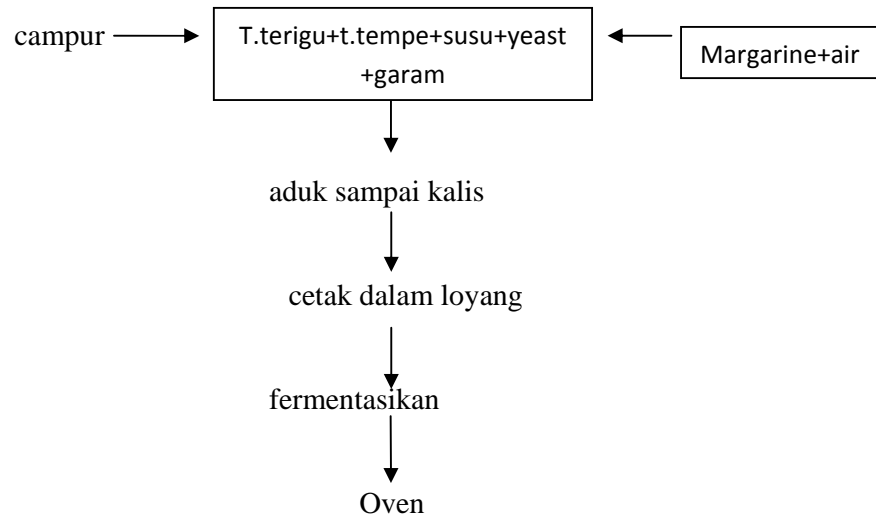 campur
T.terigu+t.tempe+susu+yeast
+garam
Margarine+air
aduk sampai kalis
cetak dalam loyang
fermentasikan
Oven